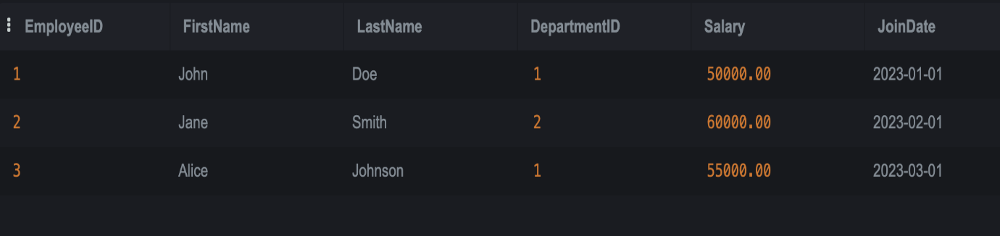 EmployeeID FirstName LastName DepartmentID Salary JoinDate
1 John Doe 1 50000.00 2023-01-01
2 Jane Smith 2 60000.00 2023-02-01
3 Alice Johnson 1 55000.00 2023-03-01